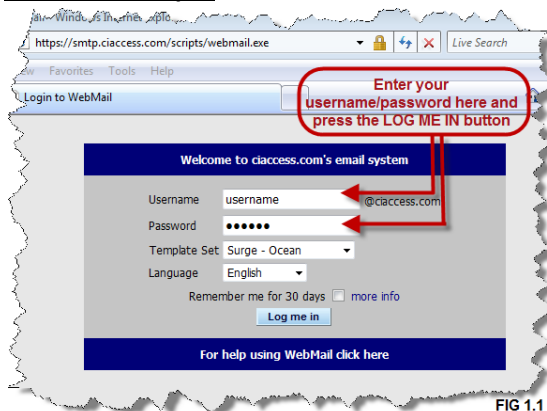 Windows Internet Explo
https://smtp.ciaccess.com/scripts/webmail.exe
Live Search
Favorites Tools Help
Login to WebMail
Enter your
username/password here and
press the LOG ME IN button
Welcome to ciaccess.com's email system
Username username @ciaccess.com
Password ●●●●●●
Template Set Surge - Ocean
Language English
Remember me for 30 days more info
Log me in
For help using WebMail click here
FIG 1.1